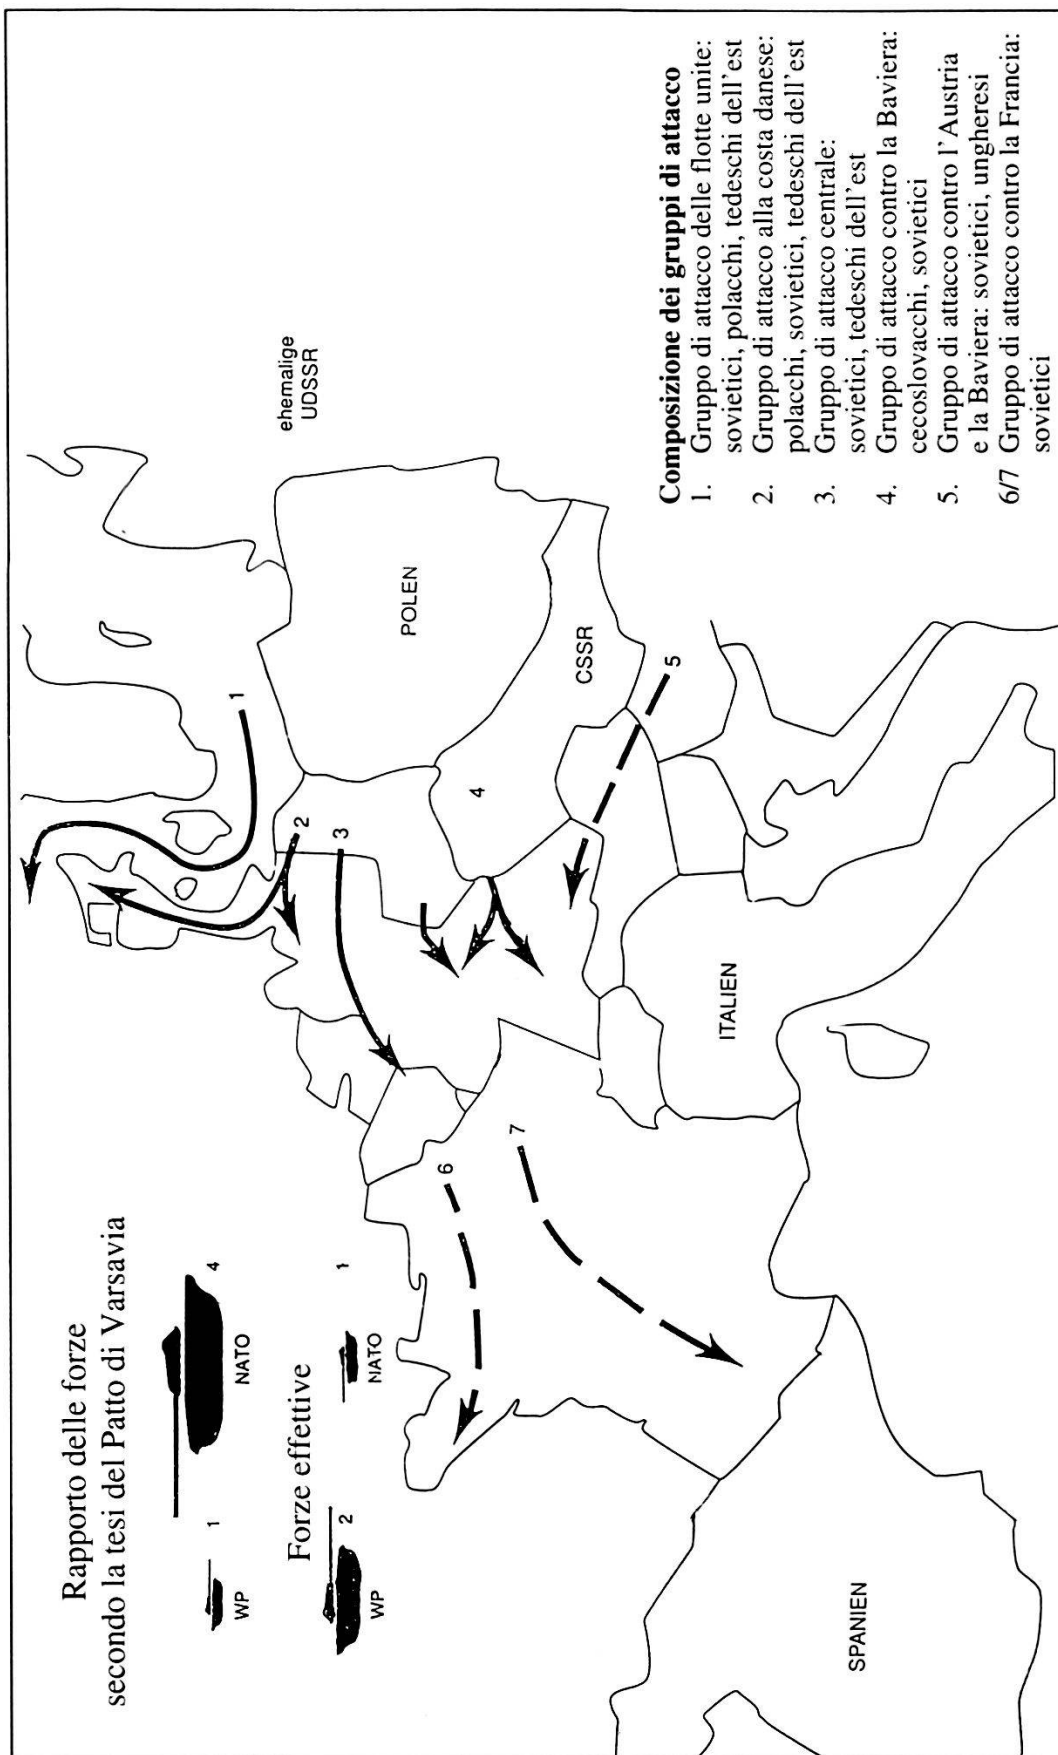 Rapporto delle forze
secondo la tesi del Patto di Varsavia
1
WP
4
NATO
Forze effettive
2
WP
1
NATO
ehemalige
UDSSR
POLEN
CSSR
ITALIEN
SPANIEN
1
2
3
4
5
6
7
Composizione dei gruppi di attacco
1. Gruppo di attacco delle flotte unite:
sovietici, polacchi, tedeschi dell'est
2. Gruppo di attacco alla costa danese:
polacchi, sovietici, tedeschi dell'est
3. Gruppo di attacco centrale:
sovietici, tedeschi dell'est
4. Gruppo di attacco contro la Baviera:
cecoslovacchi, sovietici
5. Gruppo di attacco contro l'Austria
e la Baviera: sovietici, ungheresi
6/7 Gruppo di attacco contro la Francia:
sovietici